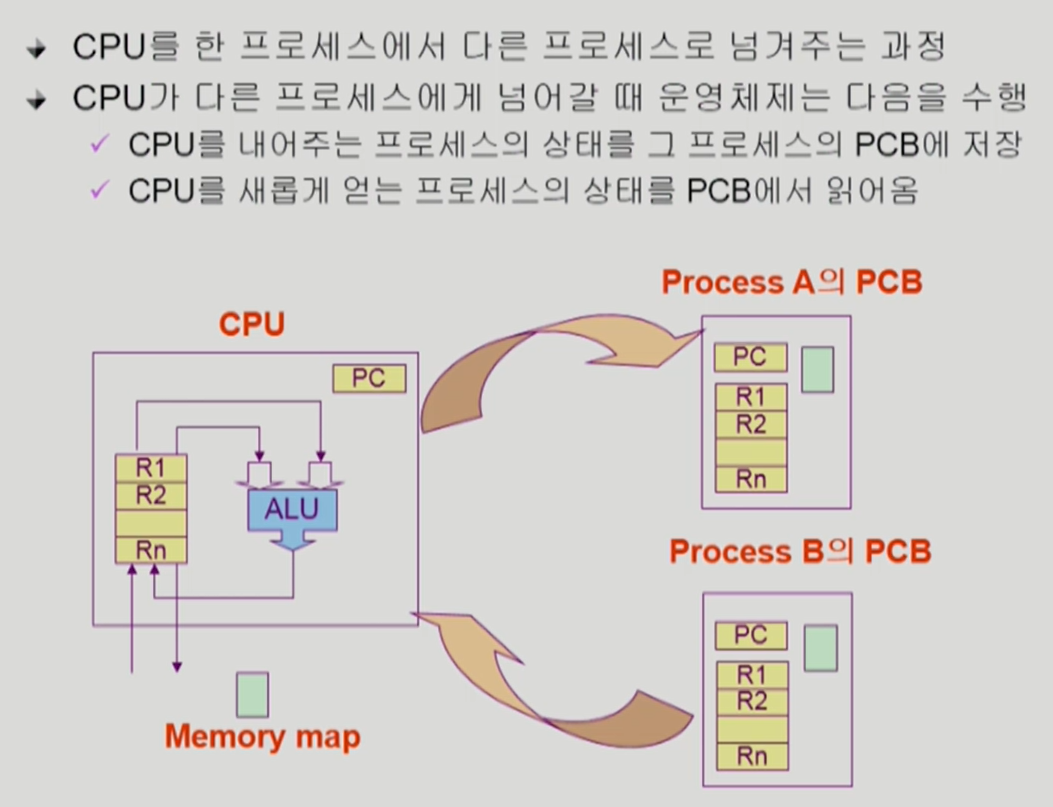 CPU를 한 프로세스에서 다른 프로세스로 넘겨주는 과정
CPU가 다른 프로세스에게 넘어갈 때 운영체제는 다음을 수행
CPU를 내어주는 프로세스의 상태를 그 프로세스의 PCB에 저장
CPU를 새롭게 얻는 프로세스의 상태를 PCB에서 읽어옴
CPU
PC
R1
R2
Rn
ALU
Memory map
Process A의 PCB
PC
R1
R2
Rn
Process B의 PCB
PC
R1
R2
Rn